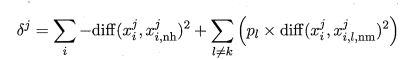 δ^j = ∑_i −diff(x_i^j, x_{i,nh}^j)^2 + ∑_{l≠k} (p_l × diff(x_i^j, x_{i,l,nm}^j)^2)